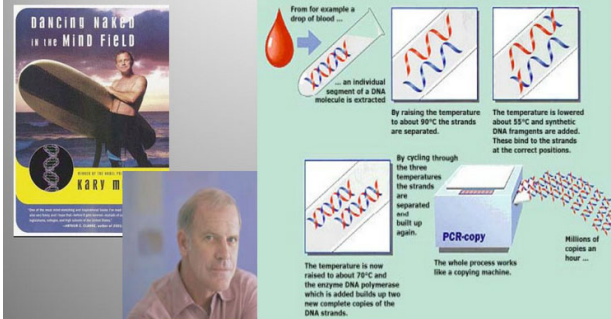 DANCING NAKED
IN THE MIND FIELD
KARY M
From for example a
drop of blood ...
... an individual
segment of a DNA
molecule is extracted
By raising the temperature
to about 90°C the strands
are separated.
The temperature is lowered
about 55°C and synthetic
DNA framgents are added.
These bind to the strands
at the correct positions.
The temperature is now
raised to about 70°C and
the enzyme DNA polymerase
which is added builds up two
new complete copies of the
DNA strands.
By cycling through
the three
temperatures
the strands
are
separated
and
built up
again.
PCR-copy
The whole process works
like a copying machine.
Millions of
copies an
hour ...